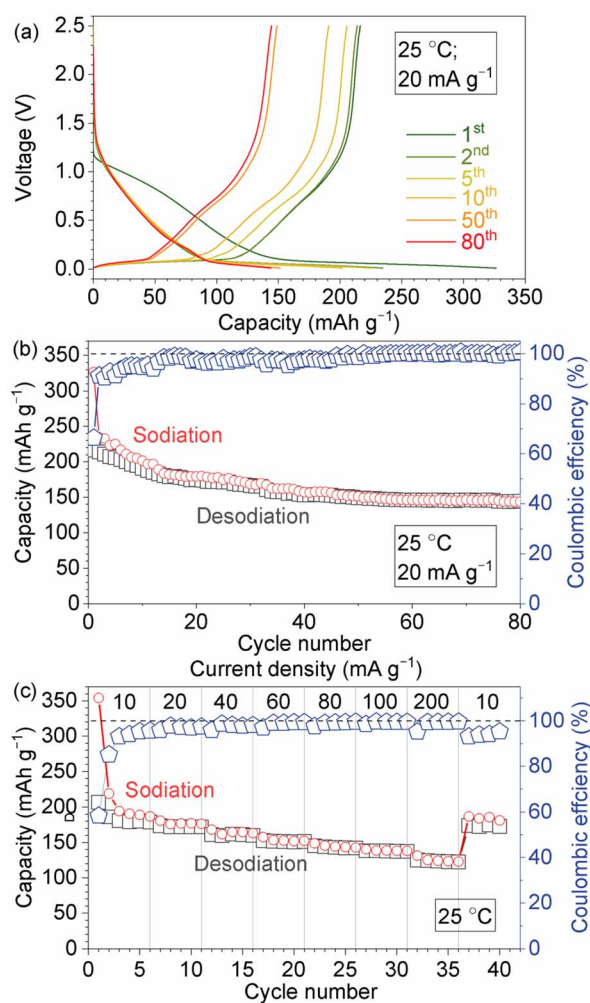 (a)
25 °C;
20 mA g⁻¹
1st
2nd
5th
10th
50th
80th
Voltage (V)
2.5
2.0
1.5
1.0
0.5
0.0
0 50 100 150 200 250 300 350
Capacity (mAh g⁻¹)
(b)
Capacity (mAh g⁻¹)
350
300
250
200
150
100
50
0
Sodiation
Desodiation
25 °C
20 mA g⁻¹
100
80
60
40
20
0
Coulombic effciency (%)
0 20 40 60 80
Cycle number
Current density (mA g⁻¹)
(c)
10 20 40 60 80 100 200 10
Capacity (mAh g⁻¹)
350
300
250
200
150
100
50
0
D
Sodiation
Desodiation
25 °C
100
80
60
40
20
0
Coulombic effciency (%)
0 5 10 15 20 25 30 35 40
Cycle number